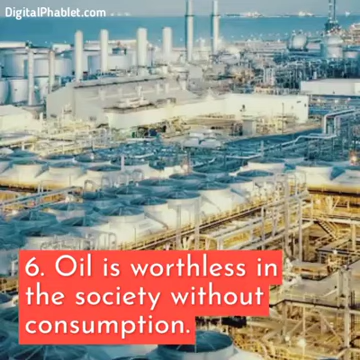 DigitalPhablet.com
6. Oil is worthless in
the society without
consumption.